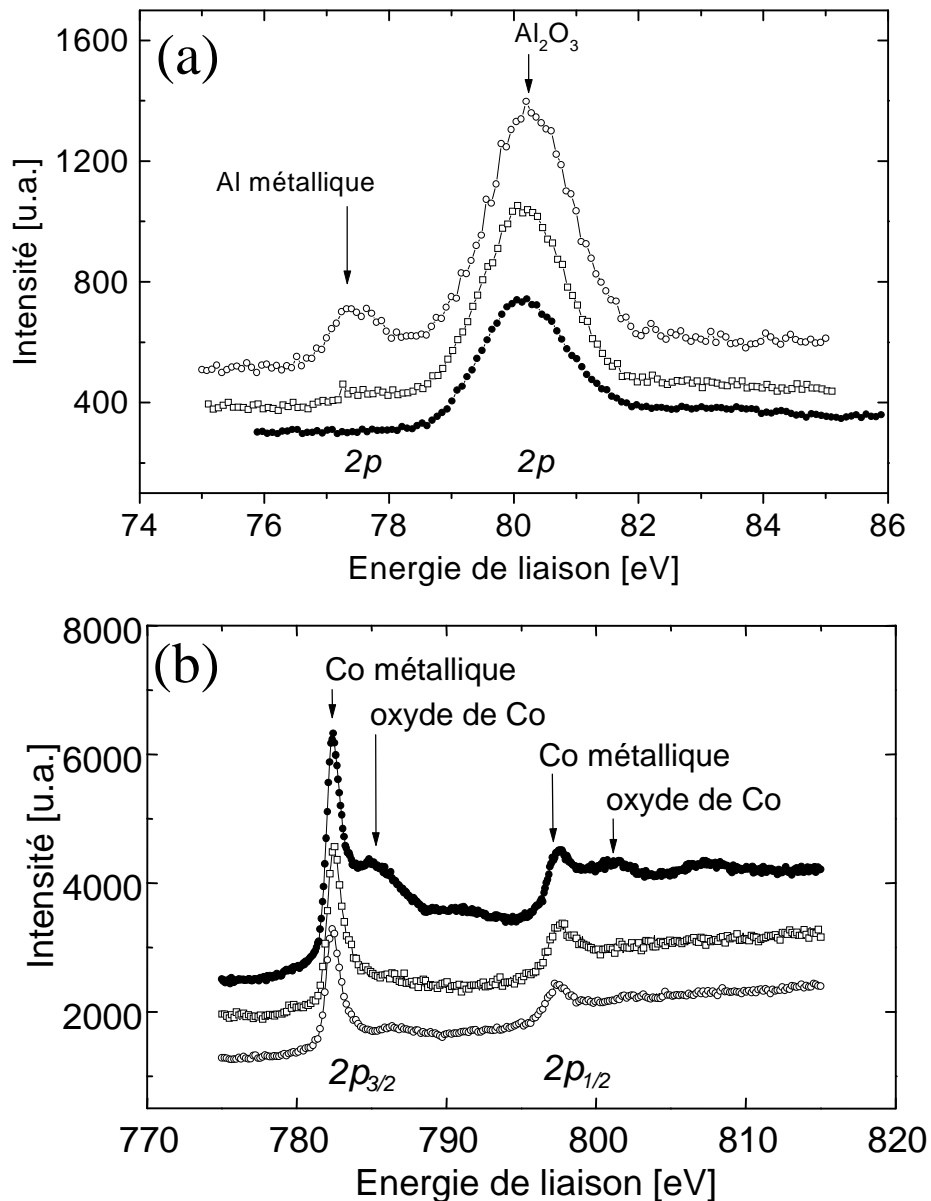 (a)
Al2O3
Al métallique
1600
1200
800
400
Intensité [u.a.]
2p 2p
74 76 78 80 82 84 86
Energie de liaison [eV]
(b)
Co métallique
oxyde de Co
Co métallique
oxyde de Co
8000
6000
4000
2000
Intensité [u.a.]
2p3/2 2p1/2
770 780 790 800 810 820
Energie de liaison [eV]